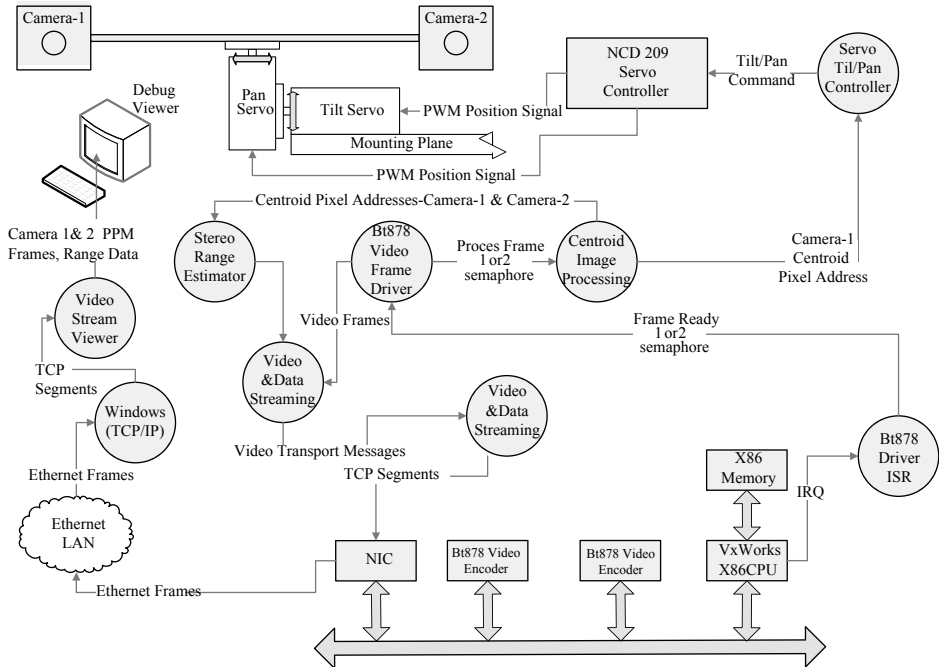 Camera-1
Camera-2
Debug
Viewer
Pan
Servo
Tilt Servo
Mounting Plane
PWM Position Signal
PWM Position Signal
NCD 209
Servo
Controller
Tilt/Pan
Command
Servo
Til/Pan
Controller
Centroid Pixel Addresses-Camera-1 & Camera-2
Camera 1& 2 PPM
Frames, Range Data
Stereo
Range
Estimator
Bt878
Video
Frame
Driver
Proces Frame
1 or2
semaphore
Centroid
Image
Processing
Camera-1
Centroid
Pixel Address
Video
Stream
Viewer
Video Frames
Frame Ready
1 or2
semaphore
TCP
Segments
Video
&Data
Streaming
Video
&Data
Streaming
Windows
(TCP/IP)
Video Transport Messages
TCP Segments
Bt878
Driver
ISR
Ethernet Frames
X86
Memory
IRQ
Ethernet
LAN
NIC
Bt878 Video
Encoder
Bt878 Video
Encoder
VxWorks
X86CPU
Ethernet Frames